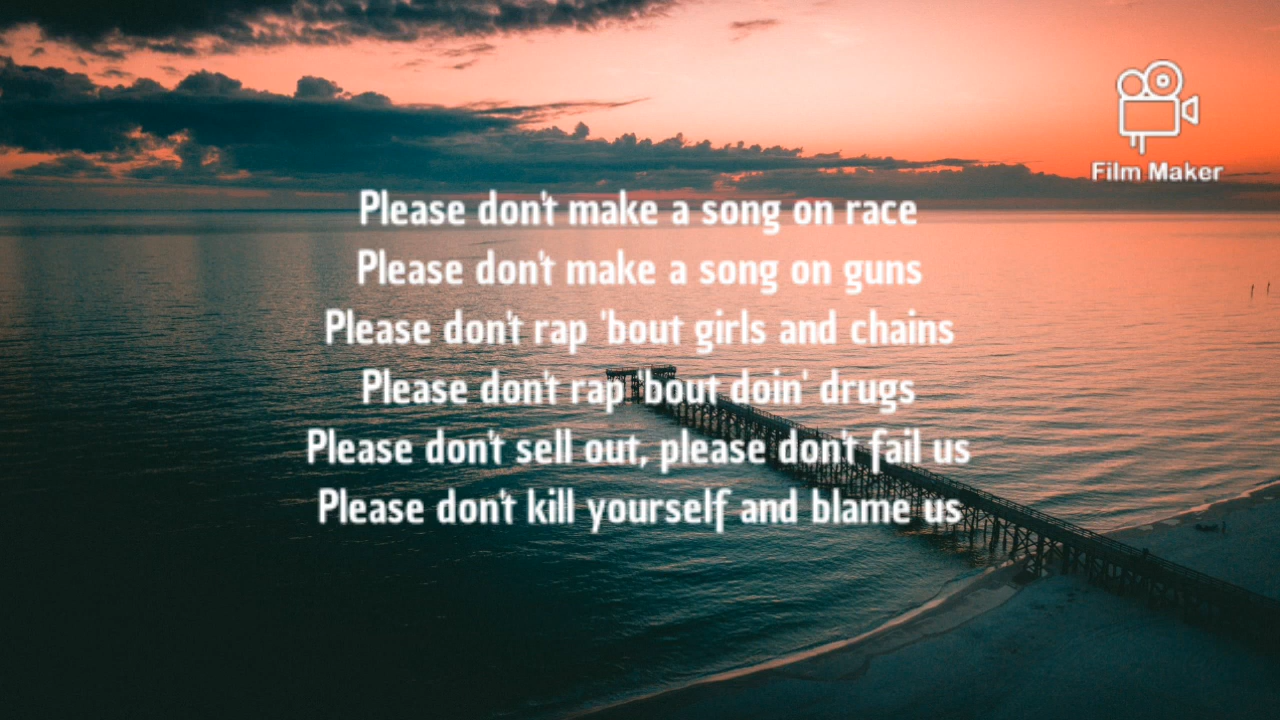 Film Maker
Please don't make a song on race
Please don't make a song on guns
Please don't rap 'bout girls and chains
Please don't rap 'bout doin' drugs
Please don't sell out, please don't fail us
Please don't kill yourself and blame us